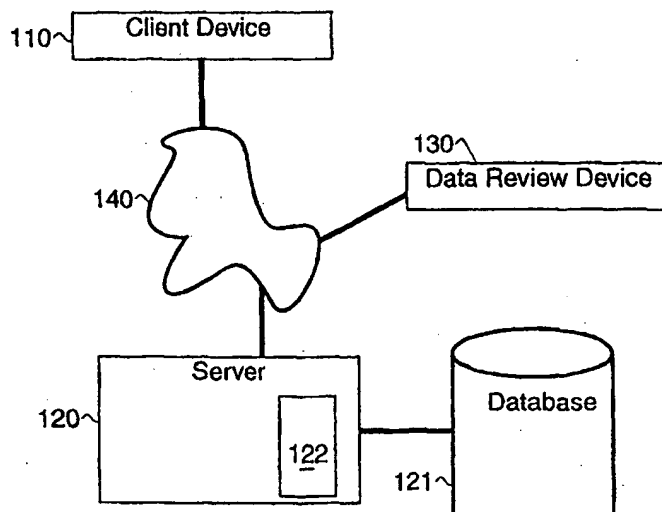 110
Client Device
130
Data Review Device
140
Server
120
122
Database
121